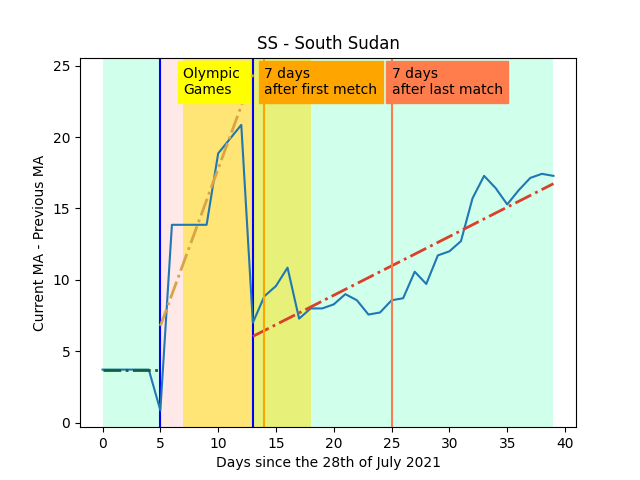 SS - South Sudan
Olympic
Games
7 days
after first match
7 days
after last match
25
20
15
10
5
0
Current MA - Previous MA
0 5 10 15 20 25 30 35 40
Days since the 28th of July 2021